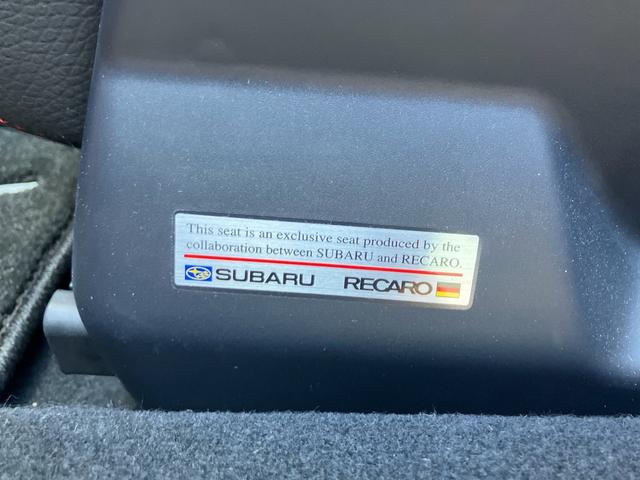 This seat is an exclusive seat produced by the
collaboration between SUBARU and RECARO.
SUBARU RECARO